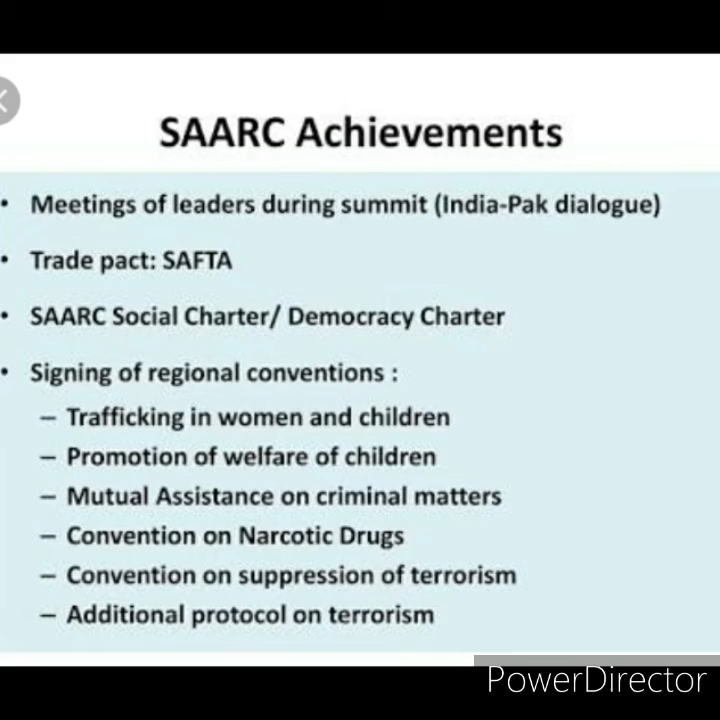 SAARC Achievements
• Meetings of leaders during summit (India-Pak dialogue)
• Trade pact: SAFTA
• SAARC Social Charter/ Democracy Charter
• Signing of regional conventions :
– Trafficking in women and children
– Promotion of welfare of children
– Mutual Assistance on criminal matters
– Convention on Narcotic Drugs
– Convention on suppression of terrorism
– Additional protocol on terrorism
PowerDirector